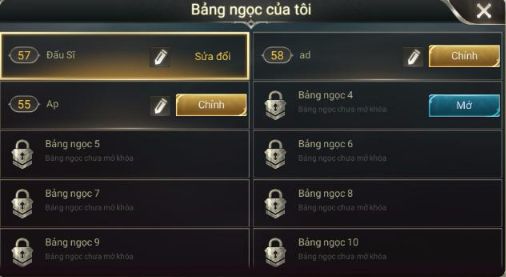 Bảng ngọc của tôi
57 Đấu Sĩ Sửa đổi
58 ad Chỉnh
55 Ap Chỉnh
Bảng ngọc 4
Bảng ngọc chưa mở khóa
Mở
Bảng ngọc 5
Bảng ngọc chưa mở khóa
Bảng ngọc 6
Bảng ngọc chưa mở khóa
Bảng ngọc 7
Bảng ngọc chưa mở khóa
Bảng ngọc 8
Bảng ngọc chưa mở khóa
Bảng ngọc 9
Bảng ngọc chưa mở khóa
Bảng ngọc 10
Bảng ngọc chưa mở khóa